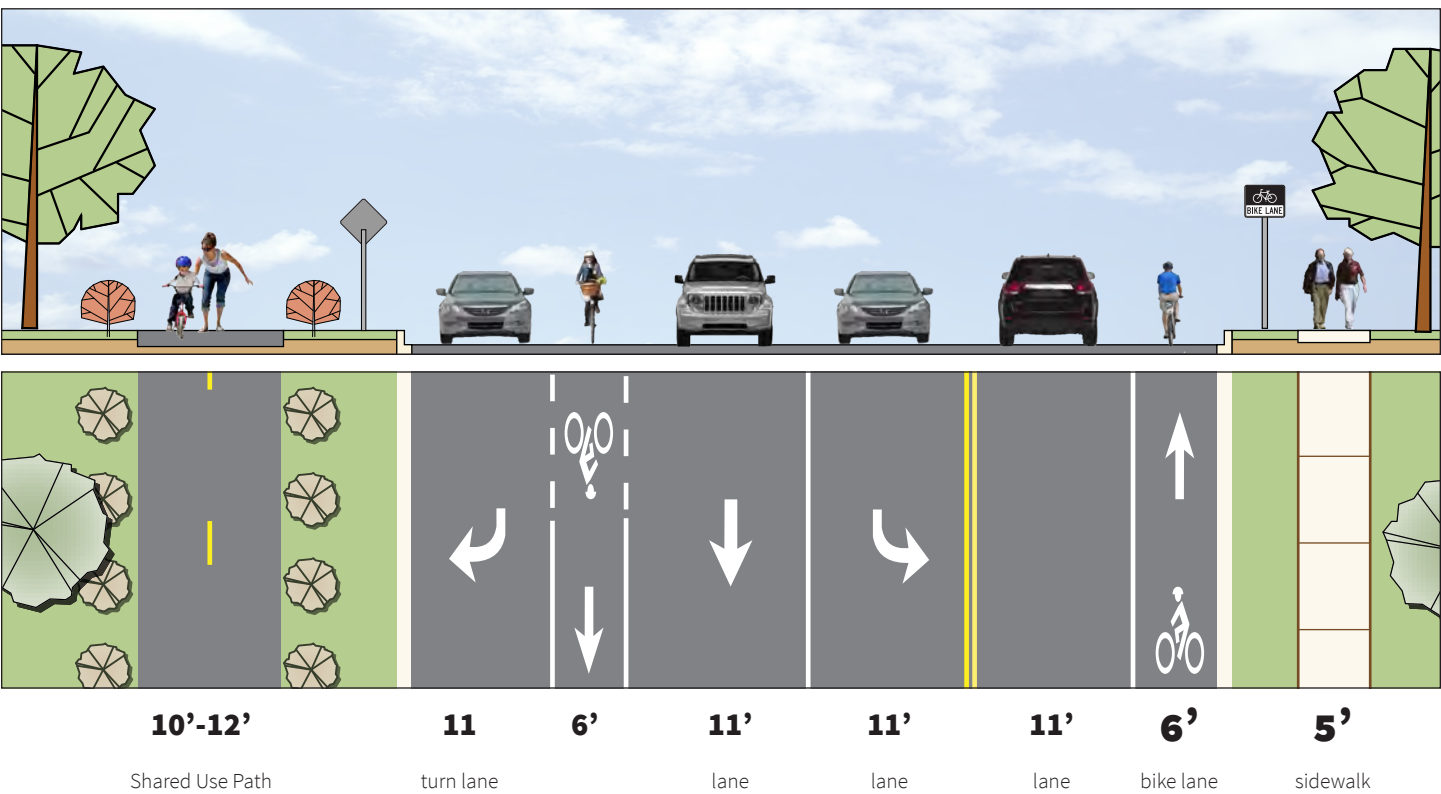 BIKE LANE
10’-12’ 11 6’ 11’ 11’ 11’ 6’ 5’
Shared Use Path turn lane lane lane lane bike lane sidewalk